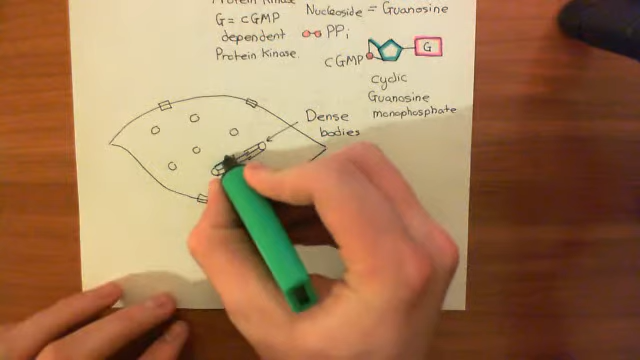 Protein Kinase
G = cGMP
dependent
Protein Kinase.
Nucleoside = Guanosine
PPi
cGMP
G
cyclic
Guanosine
monophosphate
Dense
bodies